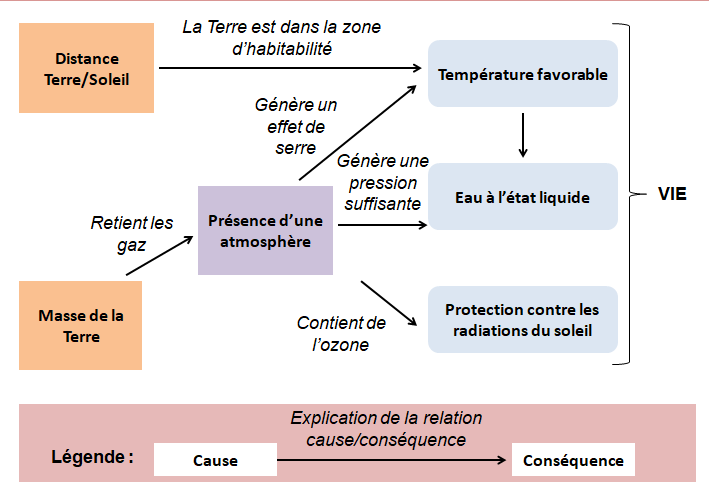 La Terre est dans la zone
d'habitabilité
Distance
Terre/Soleil
Température favorable
Génère un
effet de
serre
Génère une
pression
suffisante
Eau à l'état liquide
VIE
Retient les
gaz
Présence d'une
atmosphère
Masse de la
Terre
Contient de
l'ozone
Protection contre les
radiations du soleil
Explication de la relation
cause/conséquence
Légende :
Cause
Conséquence